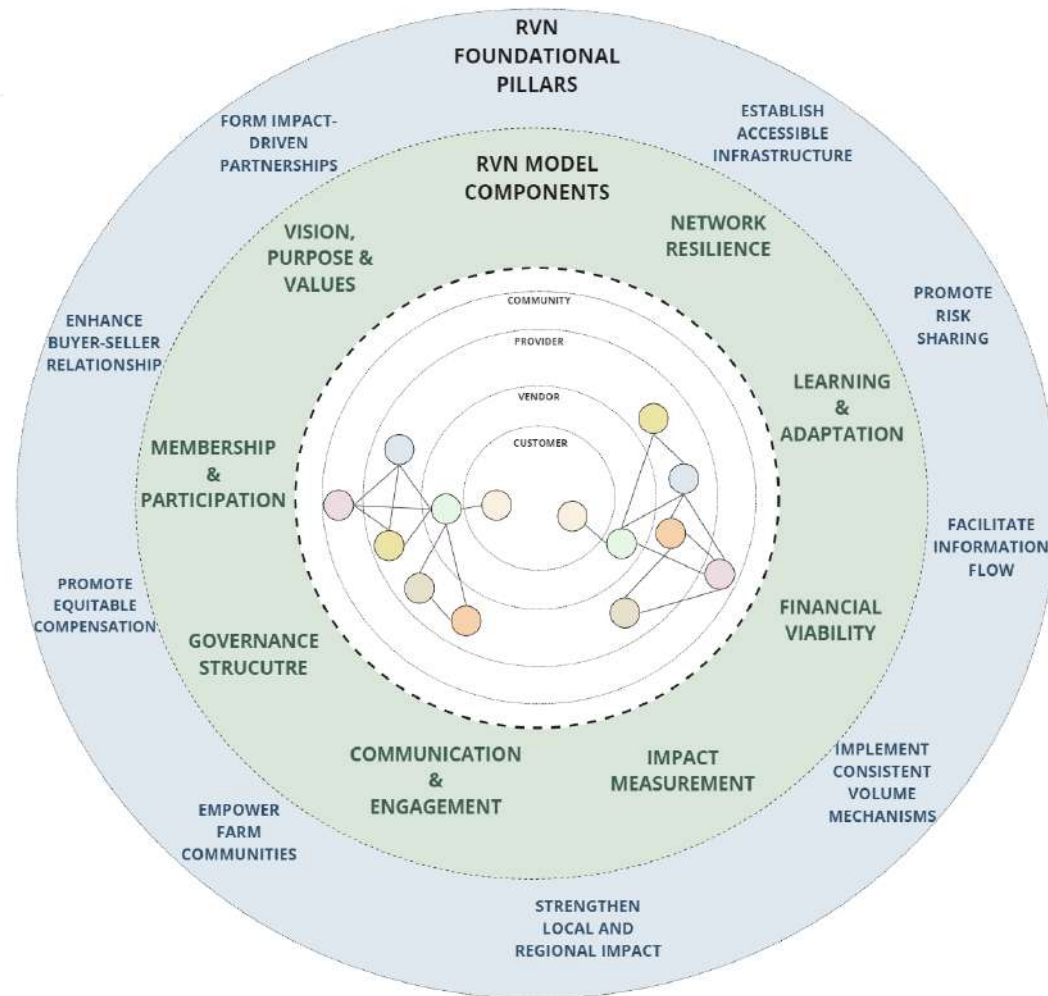 RVN
FOUNDATIONAL
PILLARS
FORM IMPACT-
DRIVEN
PARTNERSHIPS
ESTABLISH
ACCESSIBLE
INFRASTRUCTURE
RVN MODEL
COMPONENTS
VISION,
PURPOSE &
VALUES
NETWORK
RESILIENCE
ENHANCE
BUYER-SELLER
RELATIONSHIP
PROMOTE
RISK
SHARING
COMMUNITY
PROVIDER
VENDOR
CUSTOMER
LEARNING
&
ADAPTATION
MEMBERSHIP
&
PARTICIPATION
FACILITATE
INFORMATION
FLOW
PROMOTE
EQUITABLE
COMPENSATION
FINANCIAL
VIABILITY
GOVERNANCE
STRUCUTRE
COMMUNICATION
&
ENGAGEMENT
IMPACT
MEASUREMENT
IMPLEMENT
CONSISTENT
VOLUME
MECHANISMS
EMPOWER
FARM
COMMUNITIES
STRENGTHEN
LOCAL AND
REGIONAL IMPACT